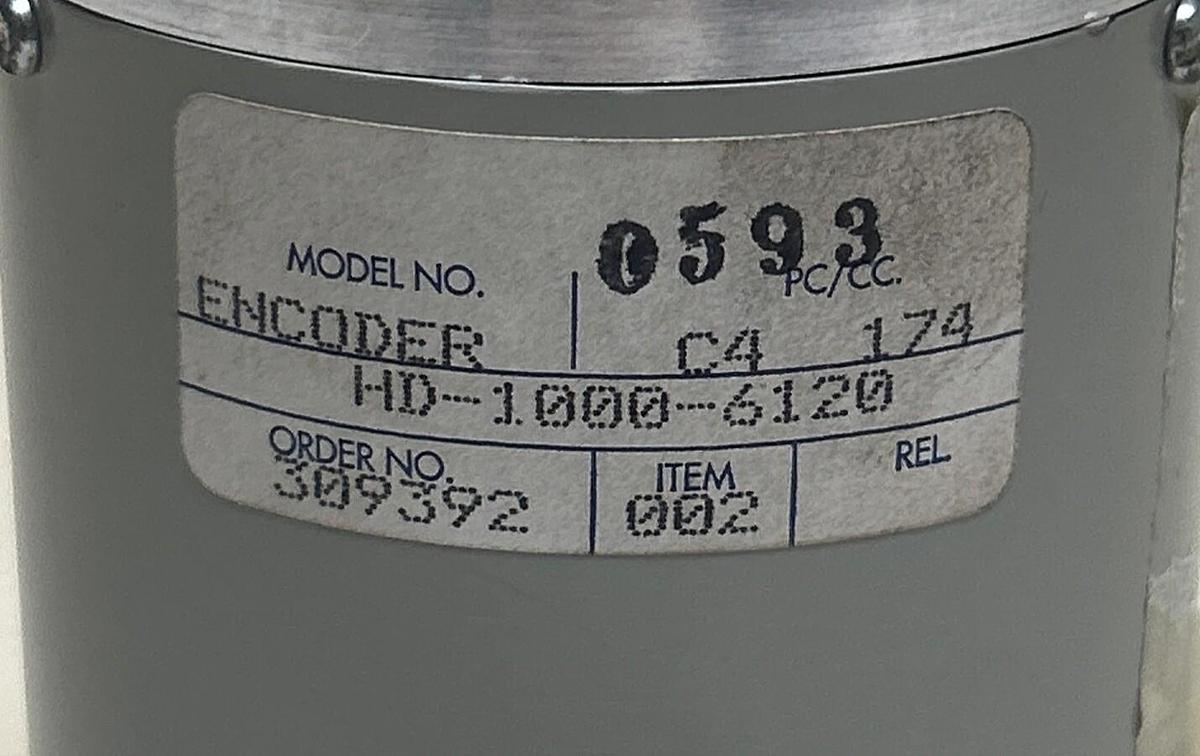 0593
MODEL NO. PC/CC.
ENCODER C4 174
HD-1000-6120
ORDER NO. ITEM REL.
309392 002